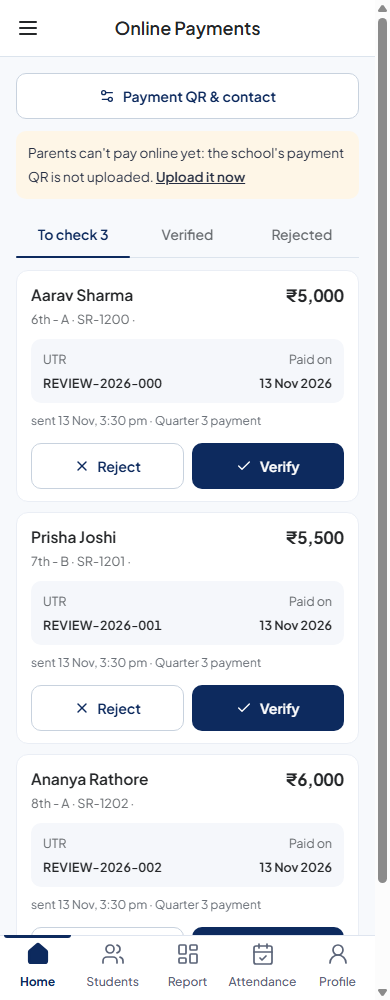 Online Payments
Payment QR & contact
Parents can't pay online yet: the school's payment
QR is not uploaded. Upload it now
To check 3 Verified Rejected
Aarav Sharma ₹5,000
6th - A · SR-1200 ·
UTR Paid on
REVIEW-2026-000 13 Nov 2026
sent 13 Nov, 3:30 pm · Quarter 3 payment
Reject Verify
Prisha Joshi ₹5,500
7th - B · SR-1201 ·
UTR Paid on
REVIEW-2026-001 13 Nov 2026
sent 13 Nov, 3:30 pm · Quarter 3 payment
Reject Verify
Ananya Rathore ₹6,000
8th - A · SR-1202 ·
UTR Paid on
REVIEW-2026-002 13 Nov 2026
sent 13 Nov, 3:30 pm · Quarter 3 payment
Home Students Report Attendance Profile